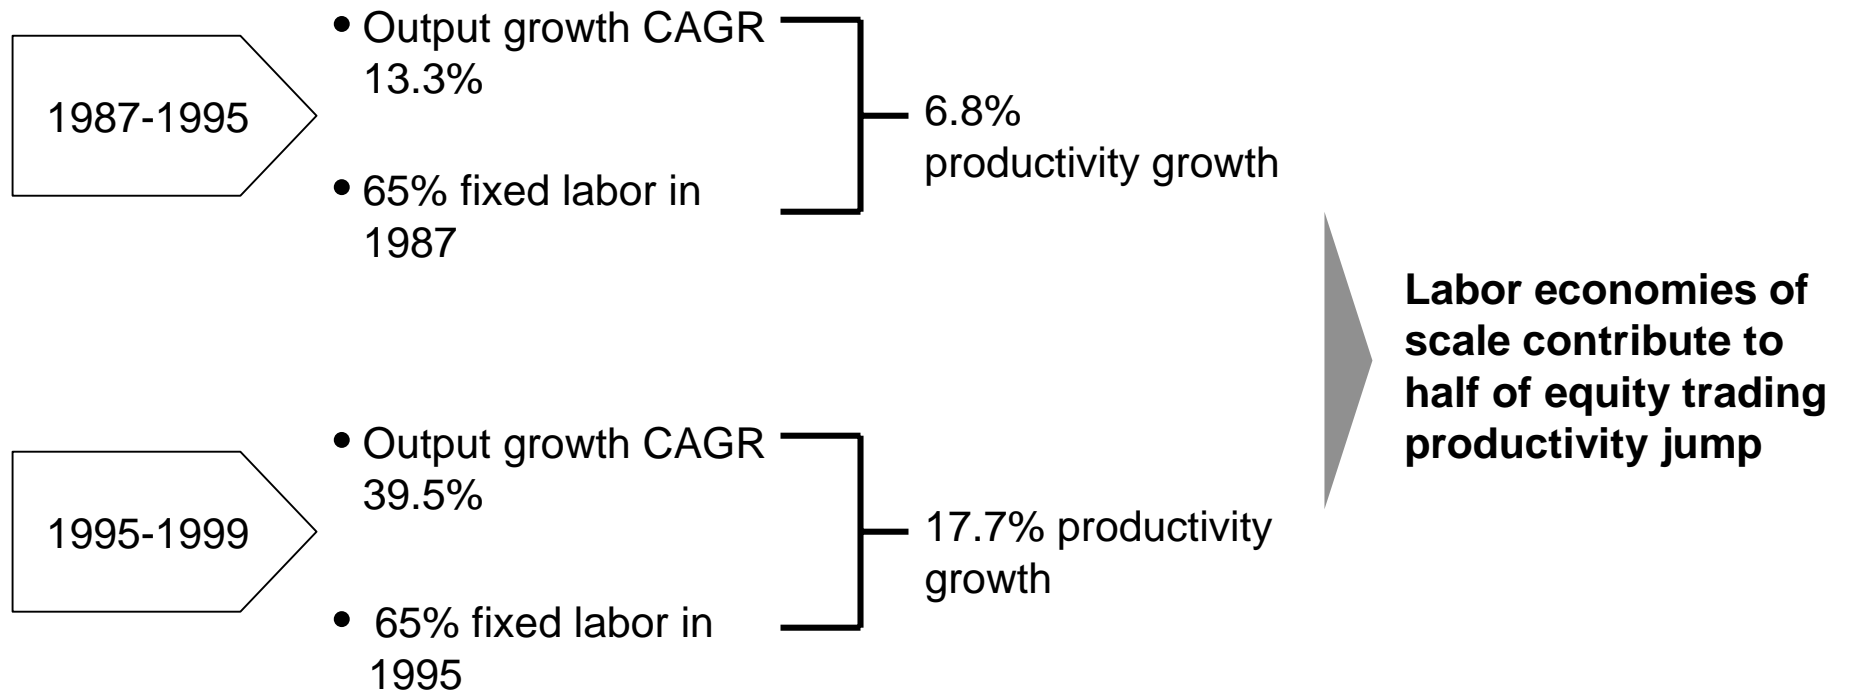 1987-1995
• Output growth CAGR
13.3%
• 65% fixed labor in
1987
6.8%
productivity growth
1995-1999
• Output growth CAGR
39.5%
• 65% fixed labor in
1995
17.7% productivity
growth
Labor economies of
scale contribute to
half of equity trading
productivity jump